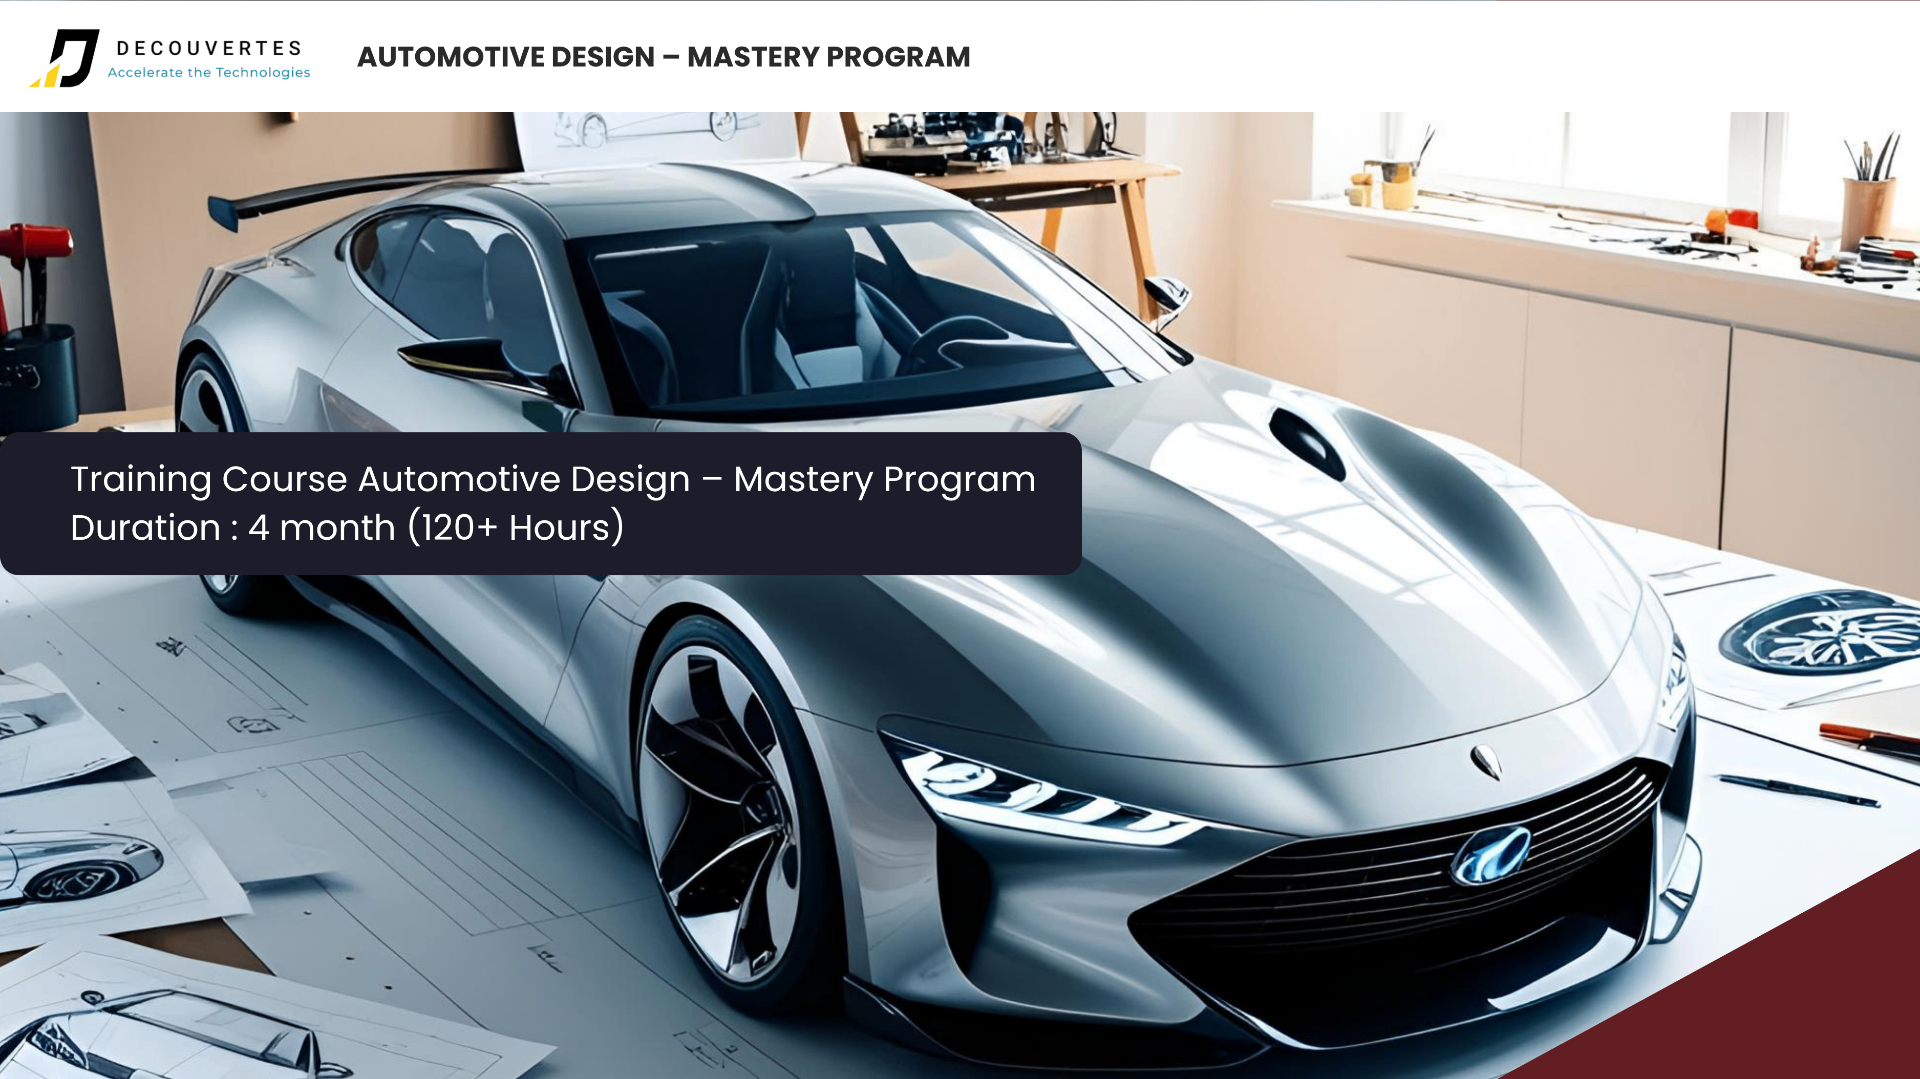 DECOUVERTES
Accelerate the Technologies
AUTOMOTIVE DESIGN – MASTERY PROGRAM
Training Course Automotive Design – Mastery Program
Duration : 4 month (120+ Hours)